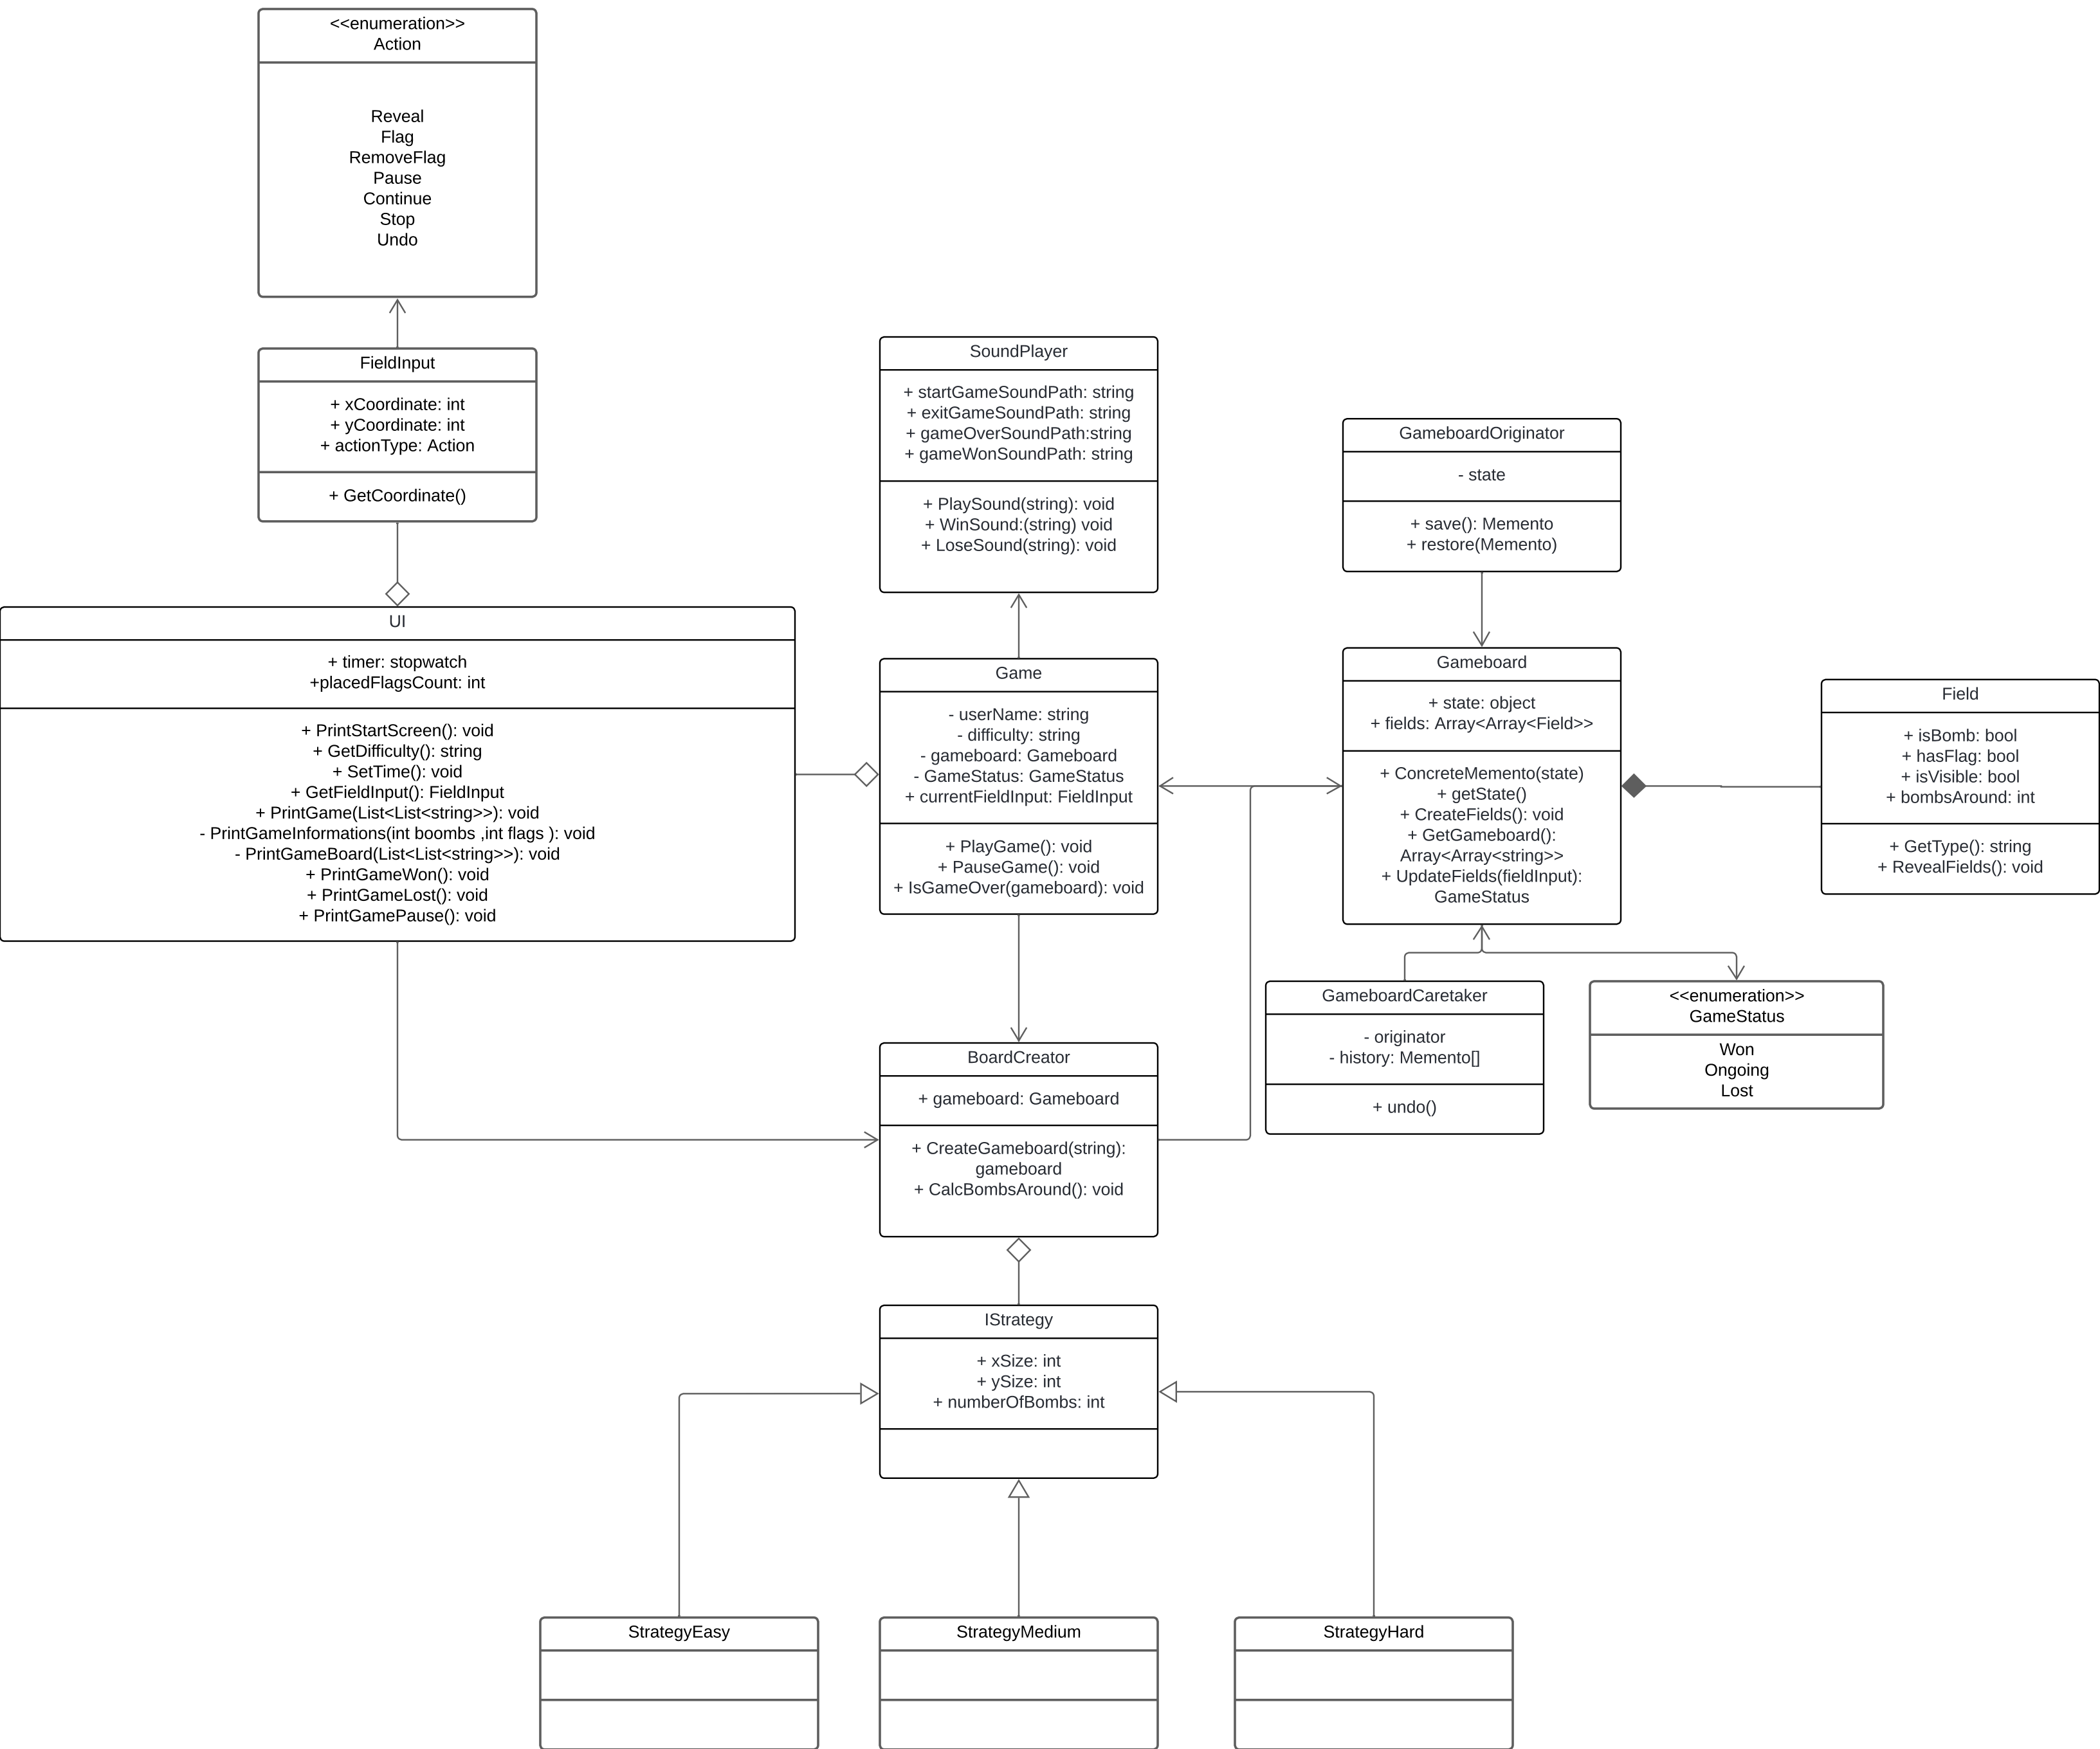 <<enumeration>>
Action
Reveal
Flag
RemoveFlag
Pause
Continue
Stop
Undo
FieldInput
+ xCoordinate: int
+ yCoordinate: int
+ actionType: Action
+ GetCoordinate()
UI
+ timer: stopwatch
+placedFlagsCount: int
+ PrintStartScreen(): void
+ GetDifficulty(): string
+ SetTime(): void
+ GetFieldInput(): FieldInput
+ PrintGame(List<List<string>>): void
- PrintGameInformations(int boombs ,int flags ): void
- PrintGameBoard(List<List<string>>): void
+ PrintGameWon(): void
+ PrintGameLost(): void
+ PrintGamePause(): void
SoundPlayer
+ startGameSoundPath: string
+ exitGameSoundPath: string
+ gameOverSoundPath:string
+ gameWonSoundPath: string
+ PlaySound(string): void
+ WinSound:(string) void
+ LoseSound(string): void
Game
- userName: string
- difficulty: string
- gameboard: Gameboard
- GameStatus: GameStatus
+ currentFieldInput: FieldInput
+ PlayGame(): void
+ PauseGame(): void
+ IsGameOver(gameboard): void
GameboardOriginator
- state
+ save(): Memento
+ restore(Memento)
Gameboard
+ state: object
+ fields: Array<Array<Field>>
+ ConcreteMemento(state)
+ getState()
+ CreateFields(): void
+ GetGameboard():
Array<Array<string>>
+ UpdateFields(fieldInput):
GameStatus
Field
+ isBomb: bool
+ hasFlag: bool
+ isVisible: bool
+ bombsAround: int
+ GetType(): string
+ RevealFields(): void
GameboardCaretaker
- originator
- history: Memento[]
+ undo()
<<enumeration>>
GameStatus
Won
Ongoing
Lost
BoardCreator
+ gameboard: Gameboard
+ CreateGameboard(string):
gameboard
+ CalcBombsAround(): void
IStrategy
+ xSize: int
+ ySize: int
+ numberOfBombs: int
StrategyEasy
StrategyMedium
StrategyHard